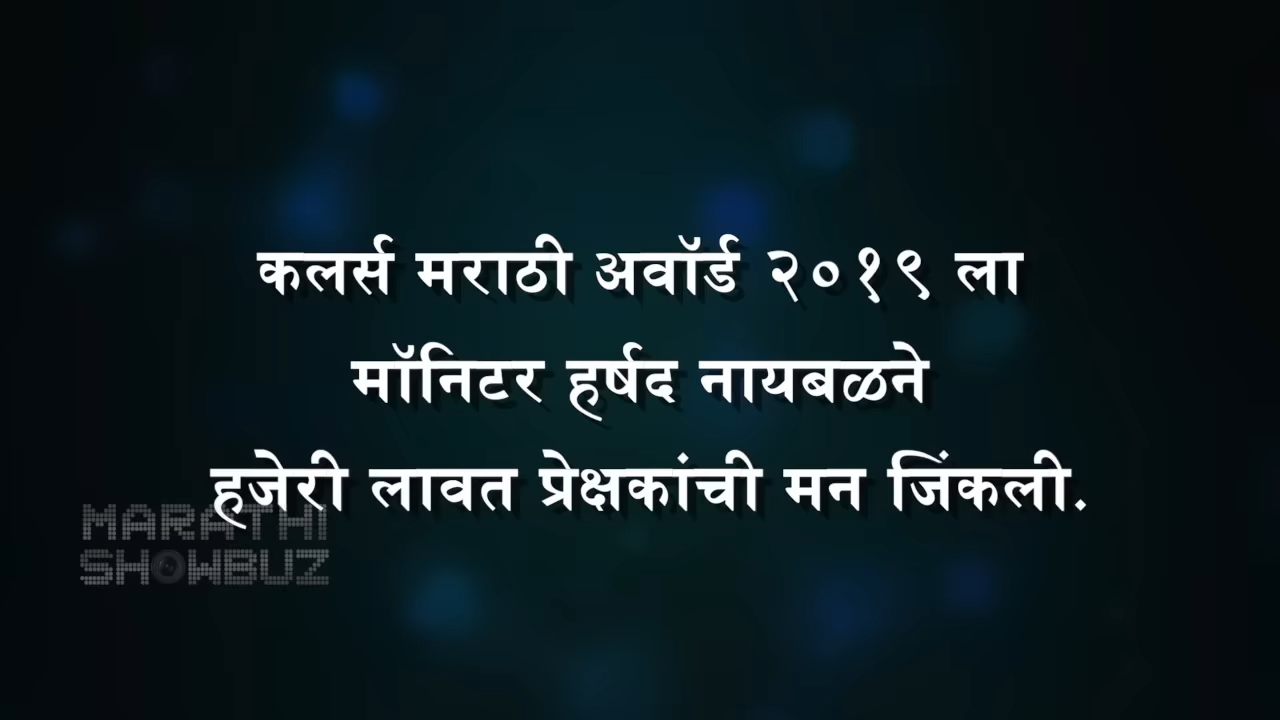 कलर्स मराठी अवॉर्ड २०१९ ला
मॉनिटर हर्षद नायबळने
हजेरी लावत प्रेक्षकांची मन जिंकली.
MARATHI
SHOWBUZ